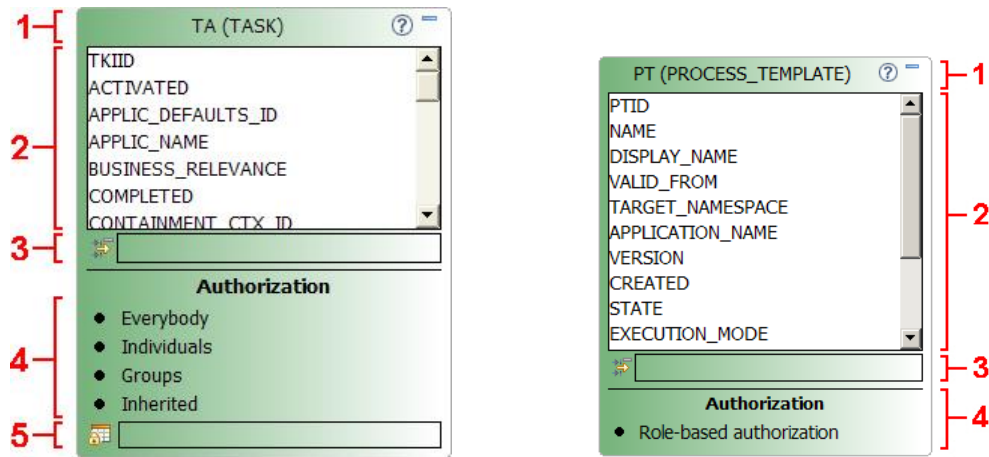 1
TA (TASK)
?
2
TKIID
ACTIVATED
APPLIC_DEFAULTS_ID
APPLIC_NAME
BUSINESS_RELEVANCE
COMPLETED
CONTAINMENT_CTX_ID
3
Authorization
4
• Everybody
• Individuals
• Groups
• Inherited
5
PT (PROCESS_TEMPLATE)
?
1
PTID
NAME
DISPLAY_NAME
VALID_FROM
TARGET_NAMESPACE
APPLICATION_NAME
VERSION
CREATED
STATE
EXECUTION_MODE
2
3
Authorization
• Role-based authorization
4